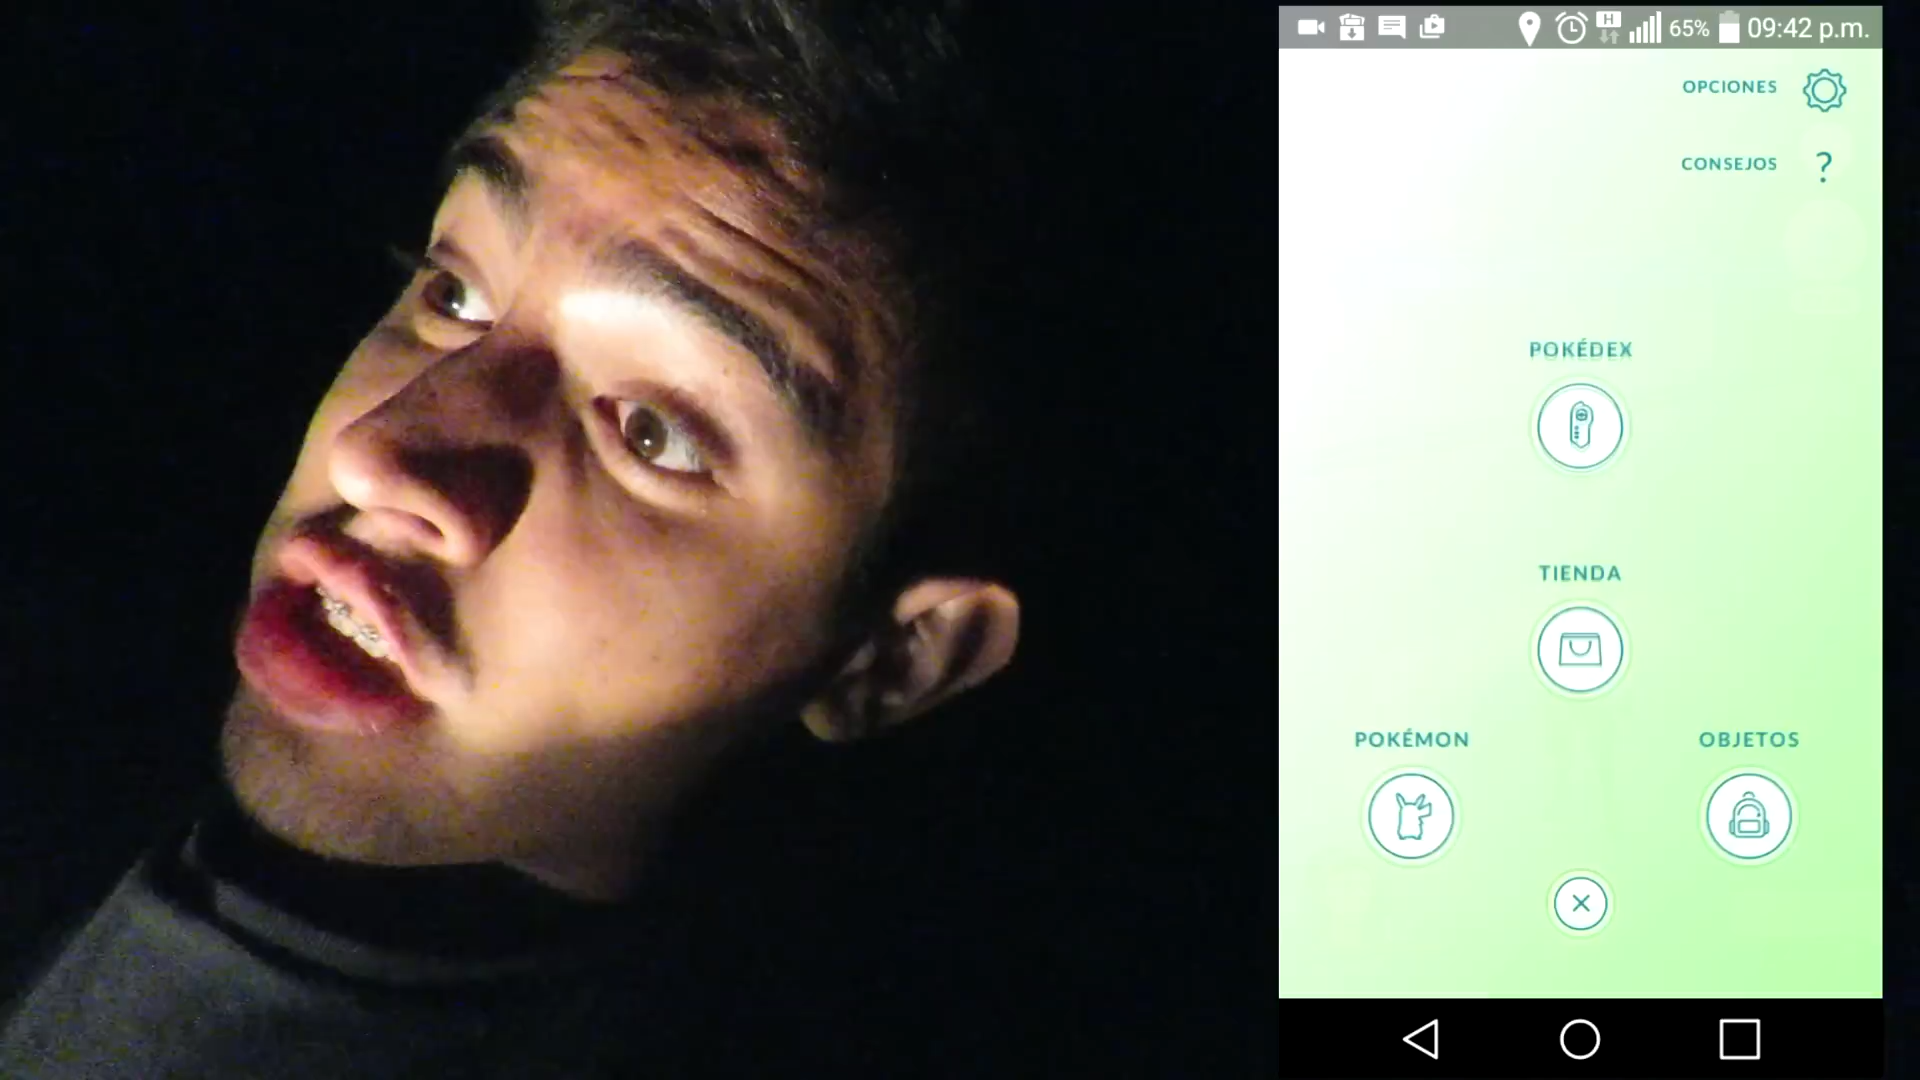 H 65% 09:42 p.m.
OPCIONES
CONSEJOS ?
POKÉDEX
TIENDA
POKÉMON OBJETOS